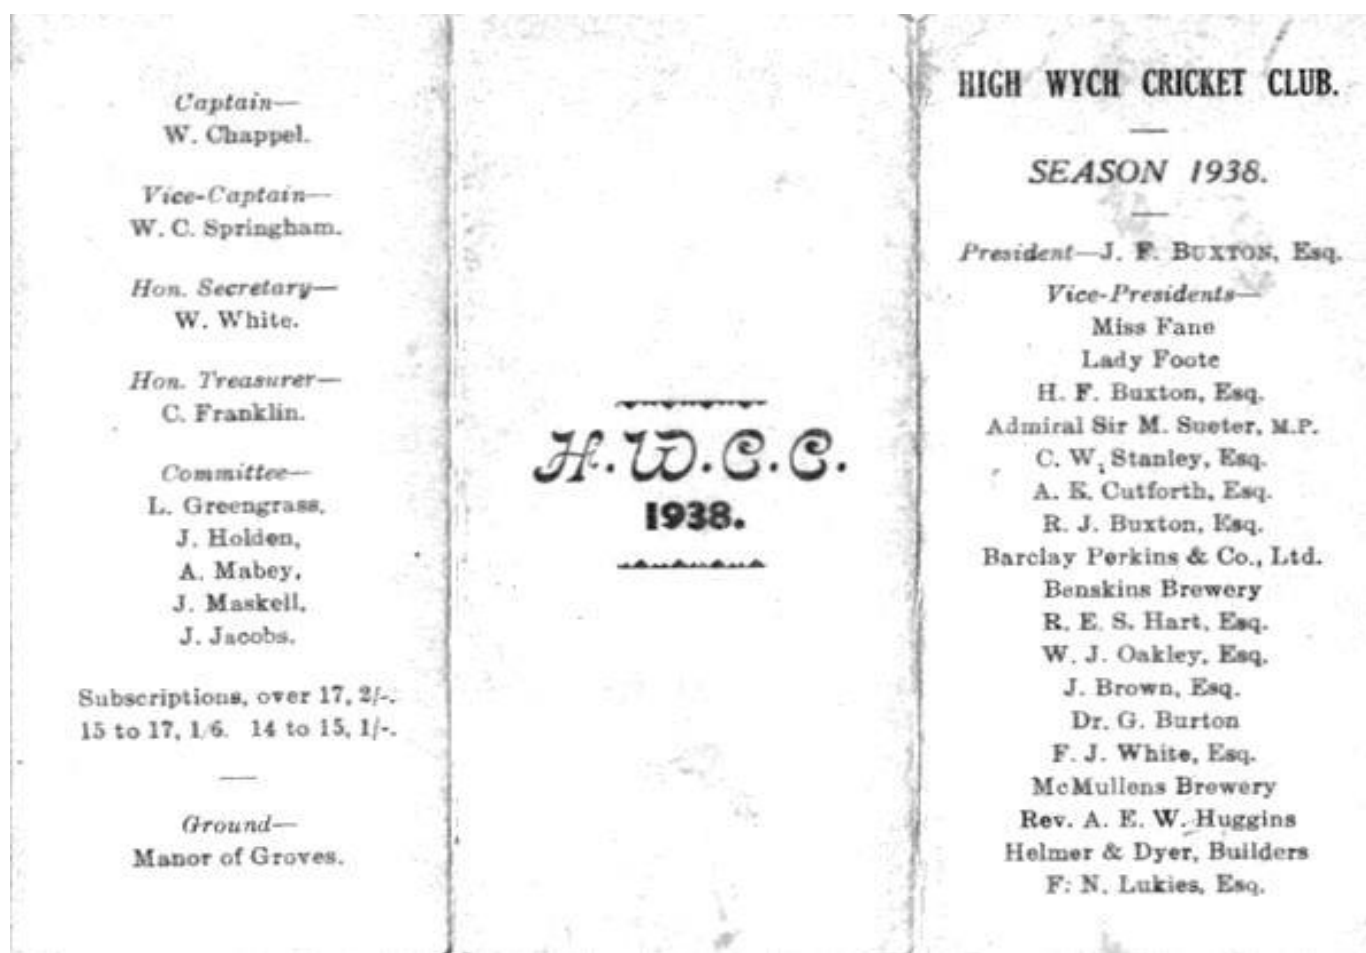 Captain—
W. Chappel.
Vice-Captain—
W. C. Springham.
Hon. Secretary—
W. White.
Hon. Treasurer—
C. Franklin.
Committee—
L. Greengrass,
J. Holden,
A. Mabey,
J. Maskell,
J. Jacobs.
Subscriptions, over 17, 2/-.
15 to 17, 1/6. 14 to 15, 1/-.
Ground—
Manor of Groves.
H.W.C.C.
1938.
HIGH WYCH CRICKET CLUB.
SEASON 1938.
President—J. F. BUXTON, Esq.
Vice-Presidents—
Miss Fane
Lady Foote
H. F. Buxton, Esq.
Admiral Sir M. Sueter, M.P.
C. W. Stanley, Esq.
A. E. Cutforth, Esq.
R. J. Buxton, Esq.
Barclay Perkins & Co., Ltd.
Benskins Brewery
R. E. S. Hart, Esq.
W. J. Oakley, Esq.
J. Brown, Esq.
Dr. G. Burton
F. J. White, Esq.
McMullens Brewery
Rev. A. E. W. Huggins
Helmer & Dyer, Builders
F. N. Lukies, Esq.